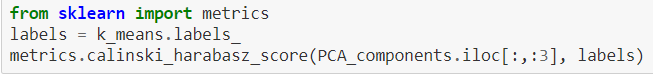 from sklearn import metrics
labels = k_means.labels_
metrics.calinski_harabasz_score(PCA_components.iloc[:,:3], labels)